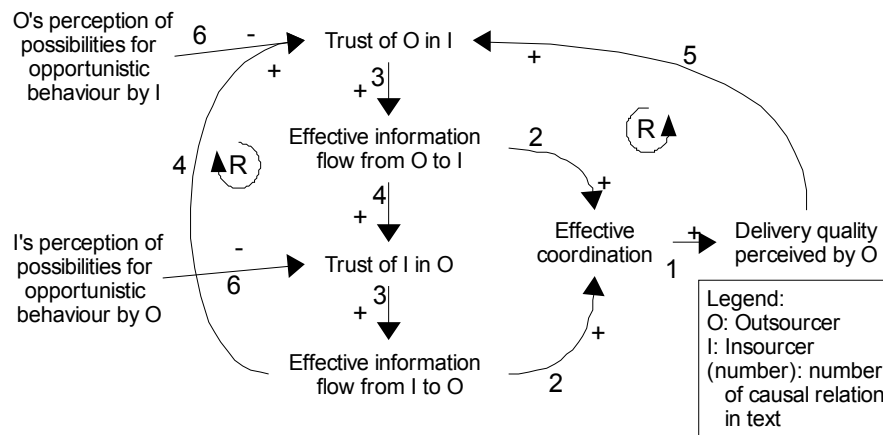 O's perception of
possibilities for
opportunistic
behaviour by I
6 -
+
Trust of O in I
5
+
3
+
Effective information
flow from O to I
2
+
R
R
4
4
+
I's perception of
possibilities for
opportunistic
behaviour by O
-
6
Trust of I in O
Effective
coordination
+
1
Delivery quality
perceived by O
3
+
+
2
Effective information
flow from I to O
Legend:
O: Outsourcer
I: Insourcer
(number): number
of causal relation
in text